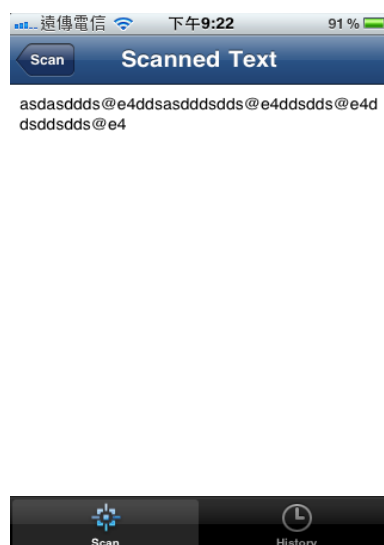 遠傳電信 下午9:22 91 %
Scan Scanned Text
asdasddds@e4ddsasdddsdds@e4ddsdds@e4d
dsddsdds@e4
Scan History